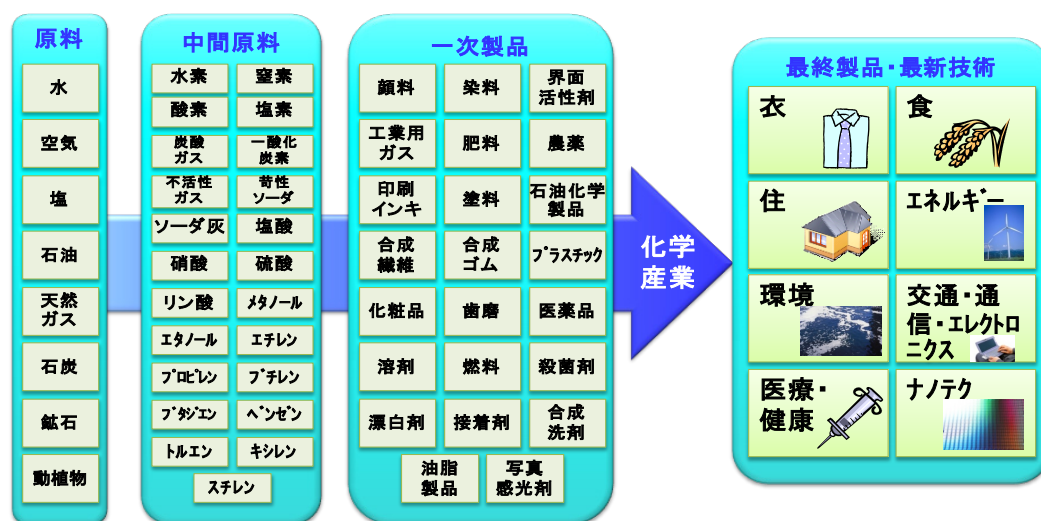 原料
水
空気
塩
石油
天然
ガス
石炭
鉱石
動植物
中間原料
水素
窒素
酸素
塩素
炭酸
ガス
一酸化
炭素
不活性
ガス
苛性
ソーダ
ソーダ灰
塩酸
硝酸
硫酸
リン酸
メタノール
エタノール
エチレン
プロピレン
ブチレン
ブタジエン
ベンゼン
トルエン
キシレン
スチレン
一次製品
顔料
染料
界面
活性剤
工業用
ガス
肥料
農薬
印刷
インキ
塗料
石油化学
製品
合成
繊維
合成
ゴム
プラスチック
化粧品
歯磨
医薬品
溶剤
燃料
殺菌剤
漂白剤
接着剤
合成
洗剤
油脂
製品
写真
感光剤
化学
産業
最終製品・最新技術
衣
食
住
エネルギー
環境
交通・通
信・エレクトロ
ニクス
医療・
健康
ナノテク